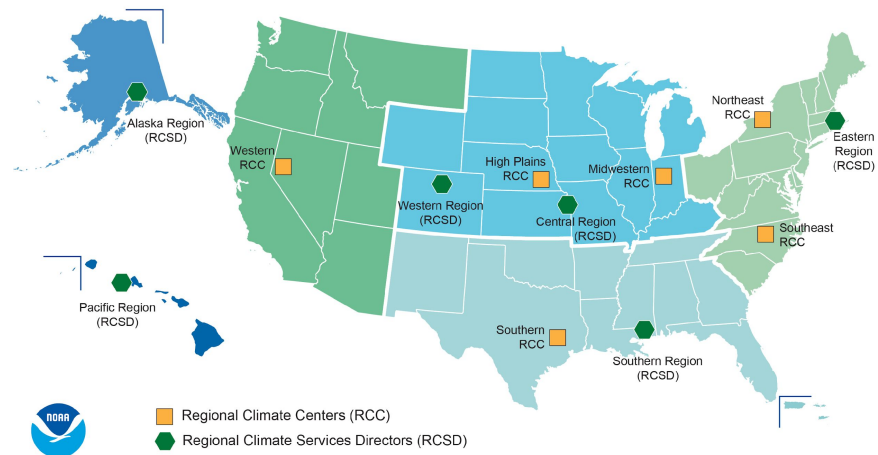 Alaska Region
(RCSD)
Western
RCC
High Plains
RCC
Midwestern
RCC
Northeast
RCC
Eastern
Region
(RCSD)
Western Region
(RCSD)
Central Region
(RCSD)
Southeast
RCC
Pacific Region
(RCSD)
Southern
RCC
Southern Region
(RCSD)
NOAA
Regional Climate Centers (RCC)
Regional Climate Services Directors (RCSD)